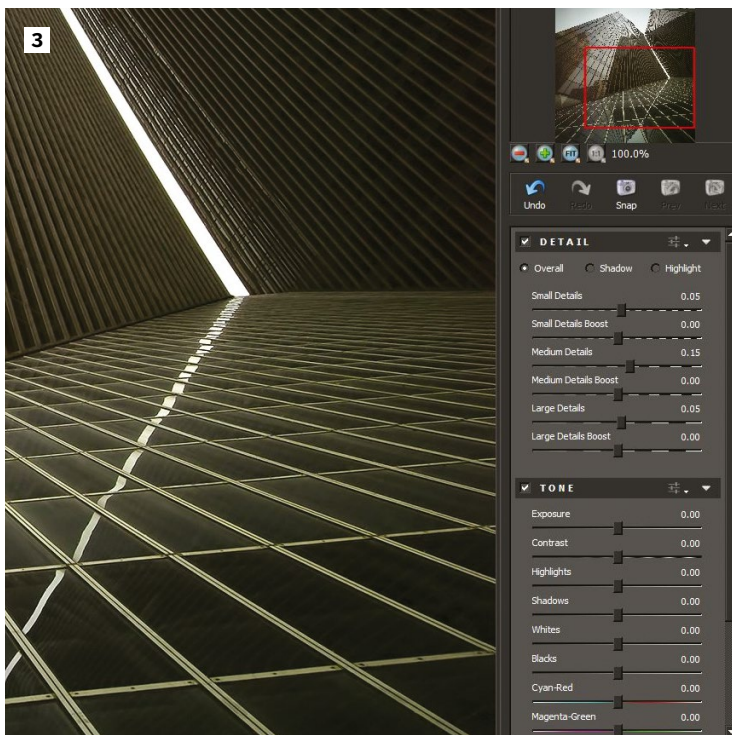 3
FIT 1:1 100.0%
Undo Redo Snap Prev Next
DETAIL
Overall Shadow Highlight
Small Details 0.05
Small Details Boost 0.00
Medium Details 0.15
Medium Details Boost 0.00
Large Details 0.05
Large Details Boost 0.00
TONE
Exposure 0.00
Contrast 0.00
Highlights 0.00
Shadows 0.00
Whites 0.00
Blacks 0.00
Cyan-Red 0.00
Magenta-Green 0.00